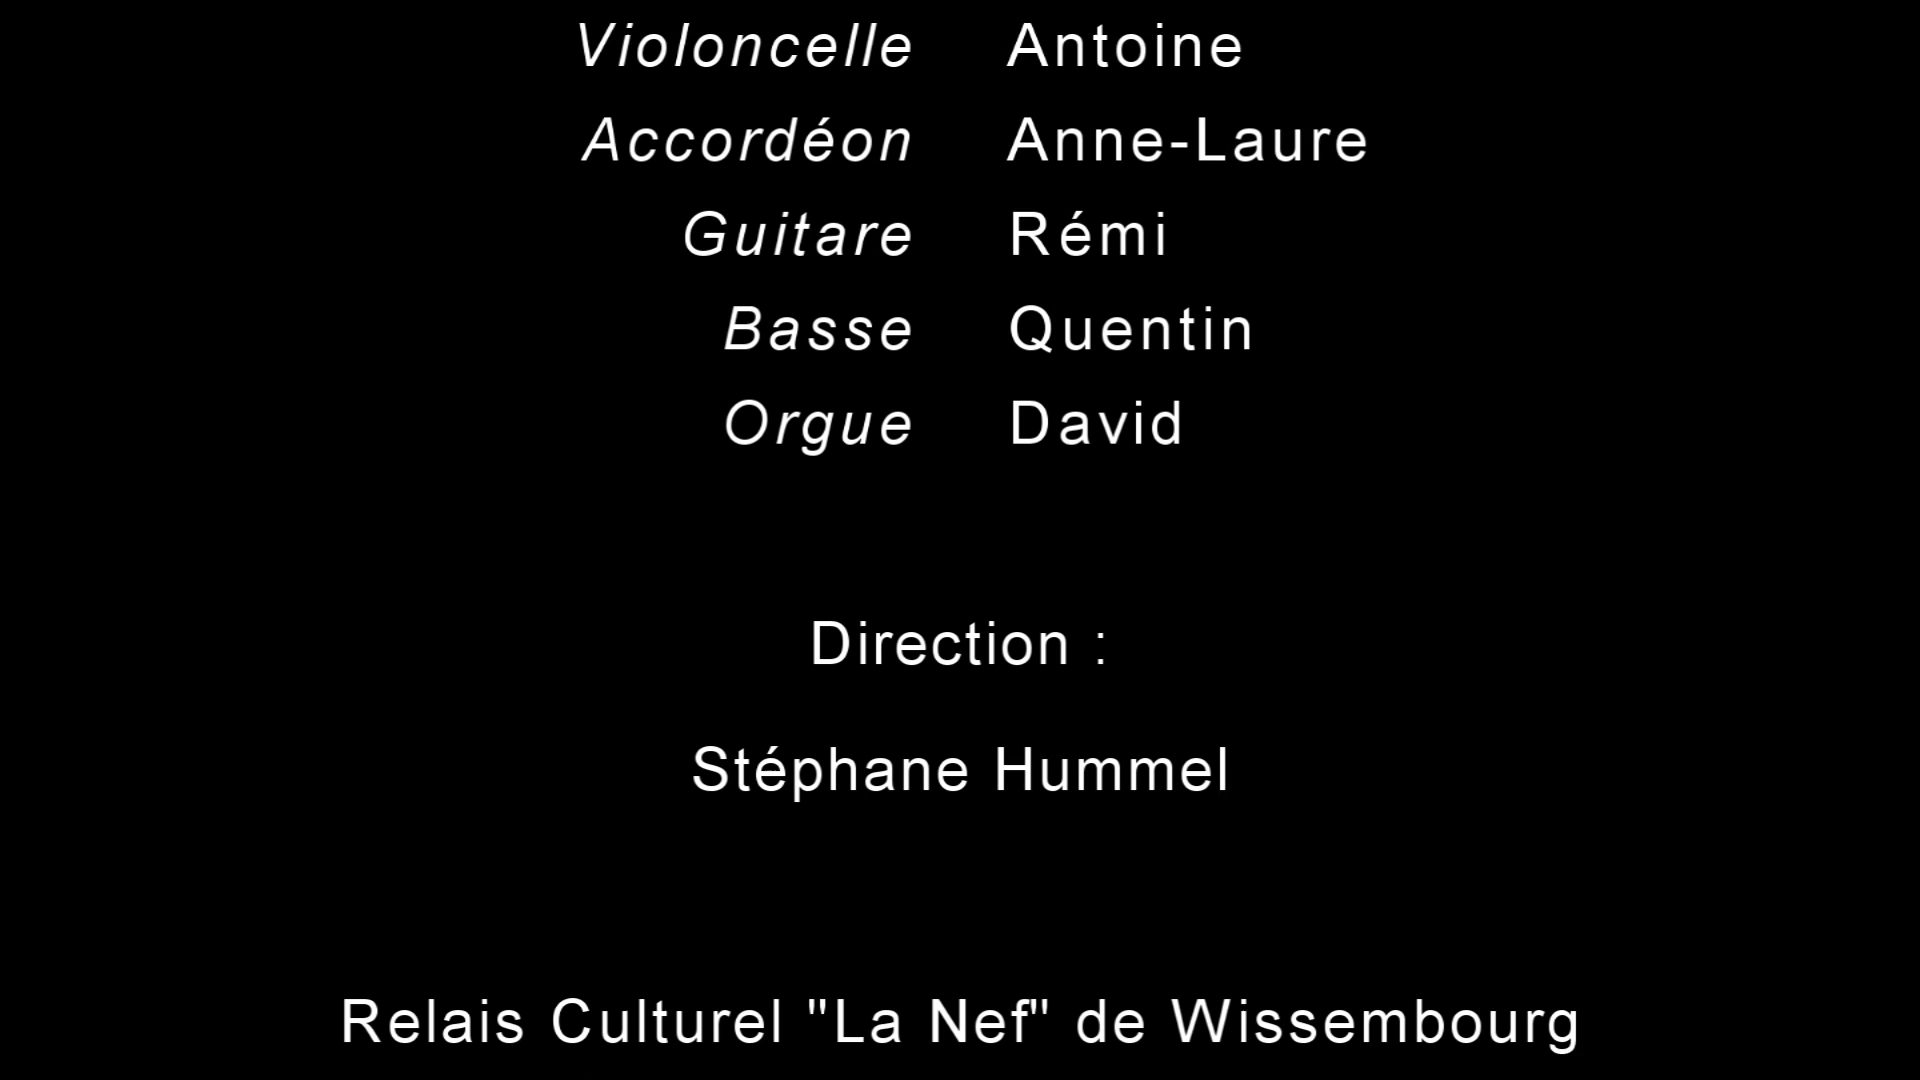 Violoncelle Antoine
Accordéon Anne-Laure
Guitare Rémi
Basse Quentin
Orgue David
Direction :
Stéphane Hummel
Relais Culturel "La Nef" de Wissembourg